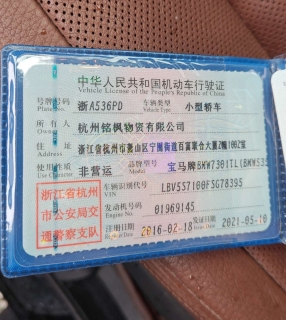 中华人民共和国机动车行驶证
Vehicle License of the People's Republic of China
号牌号码 浙A536PD 车辆类型 小型轿车
Plate No. Vehicle Type
所有人 杭州铭枫物资有限公司
Owner
住址 浙江省杭州市萧山区宁围街道百富联合大厦2幢1002室
Address
使用性质 非营运 品牌型号 宝马牌BMW7301TL(BMW535
Use Character Model
浙江省杭州市公安局交通警察支队
车辆识别代号 LBV5S7100FSG78395
VIN
发动机号码 01969145
Engine No.
注册日期 2016-02-18 发证日期 2021-05-10
Register Date Issue Date